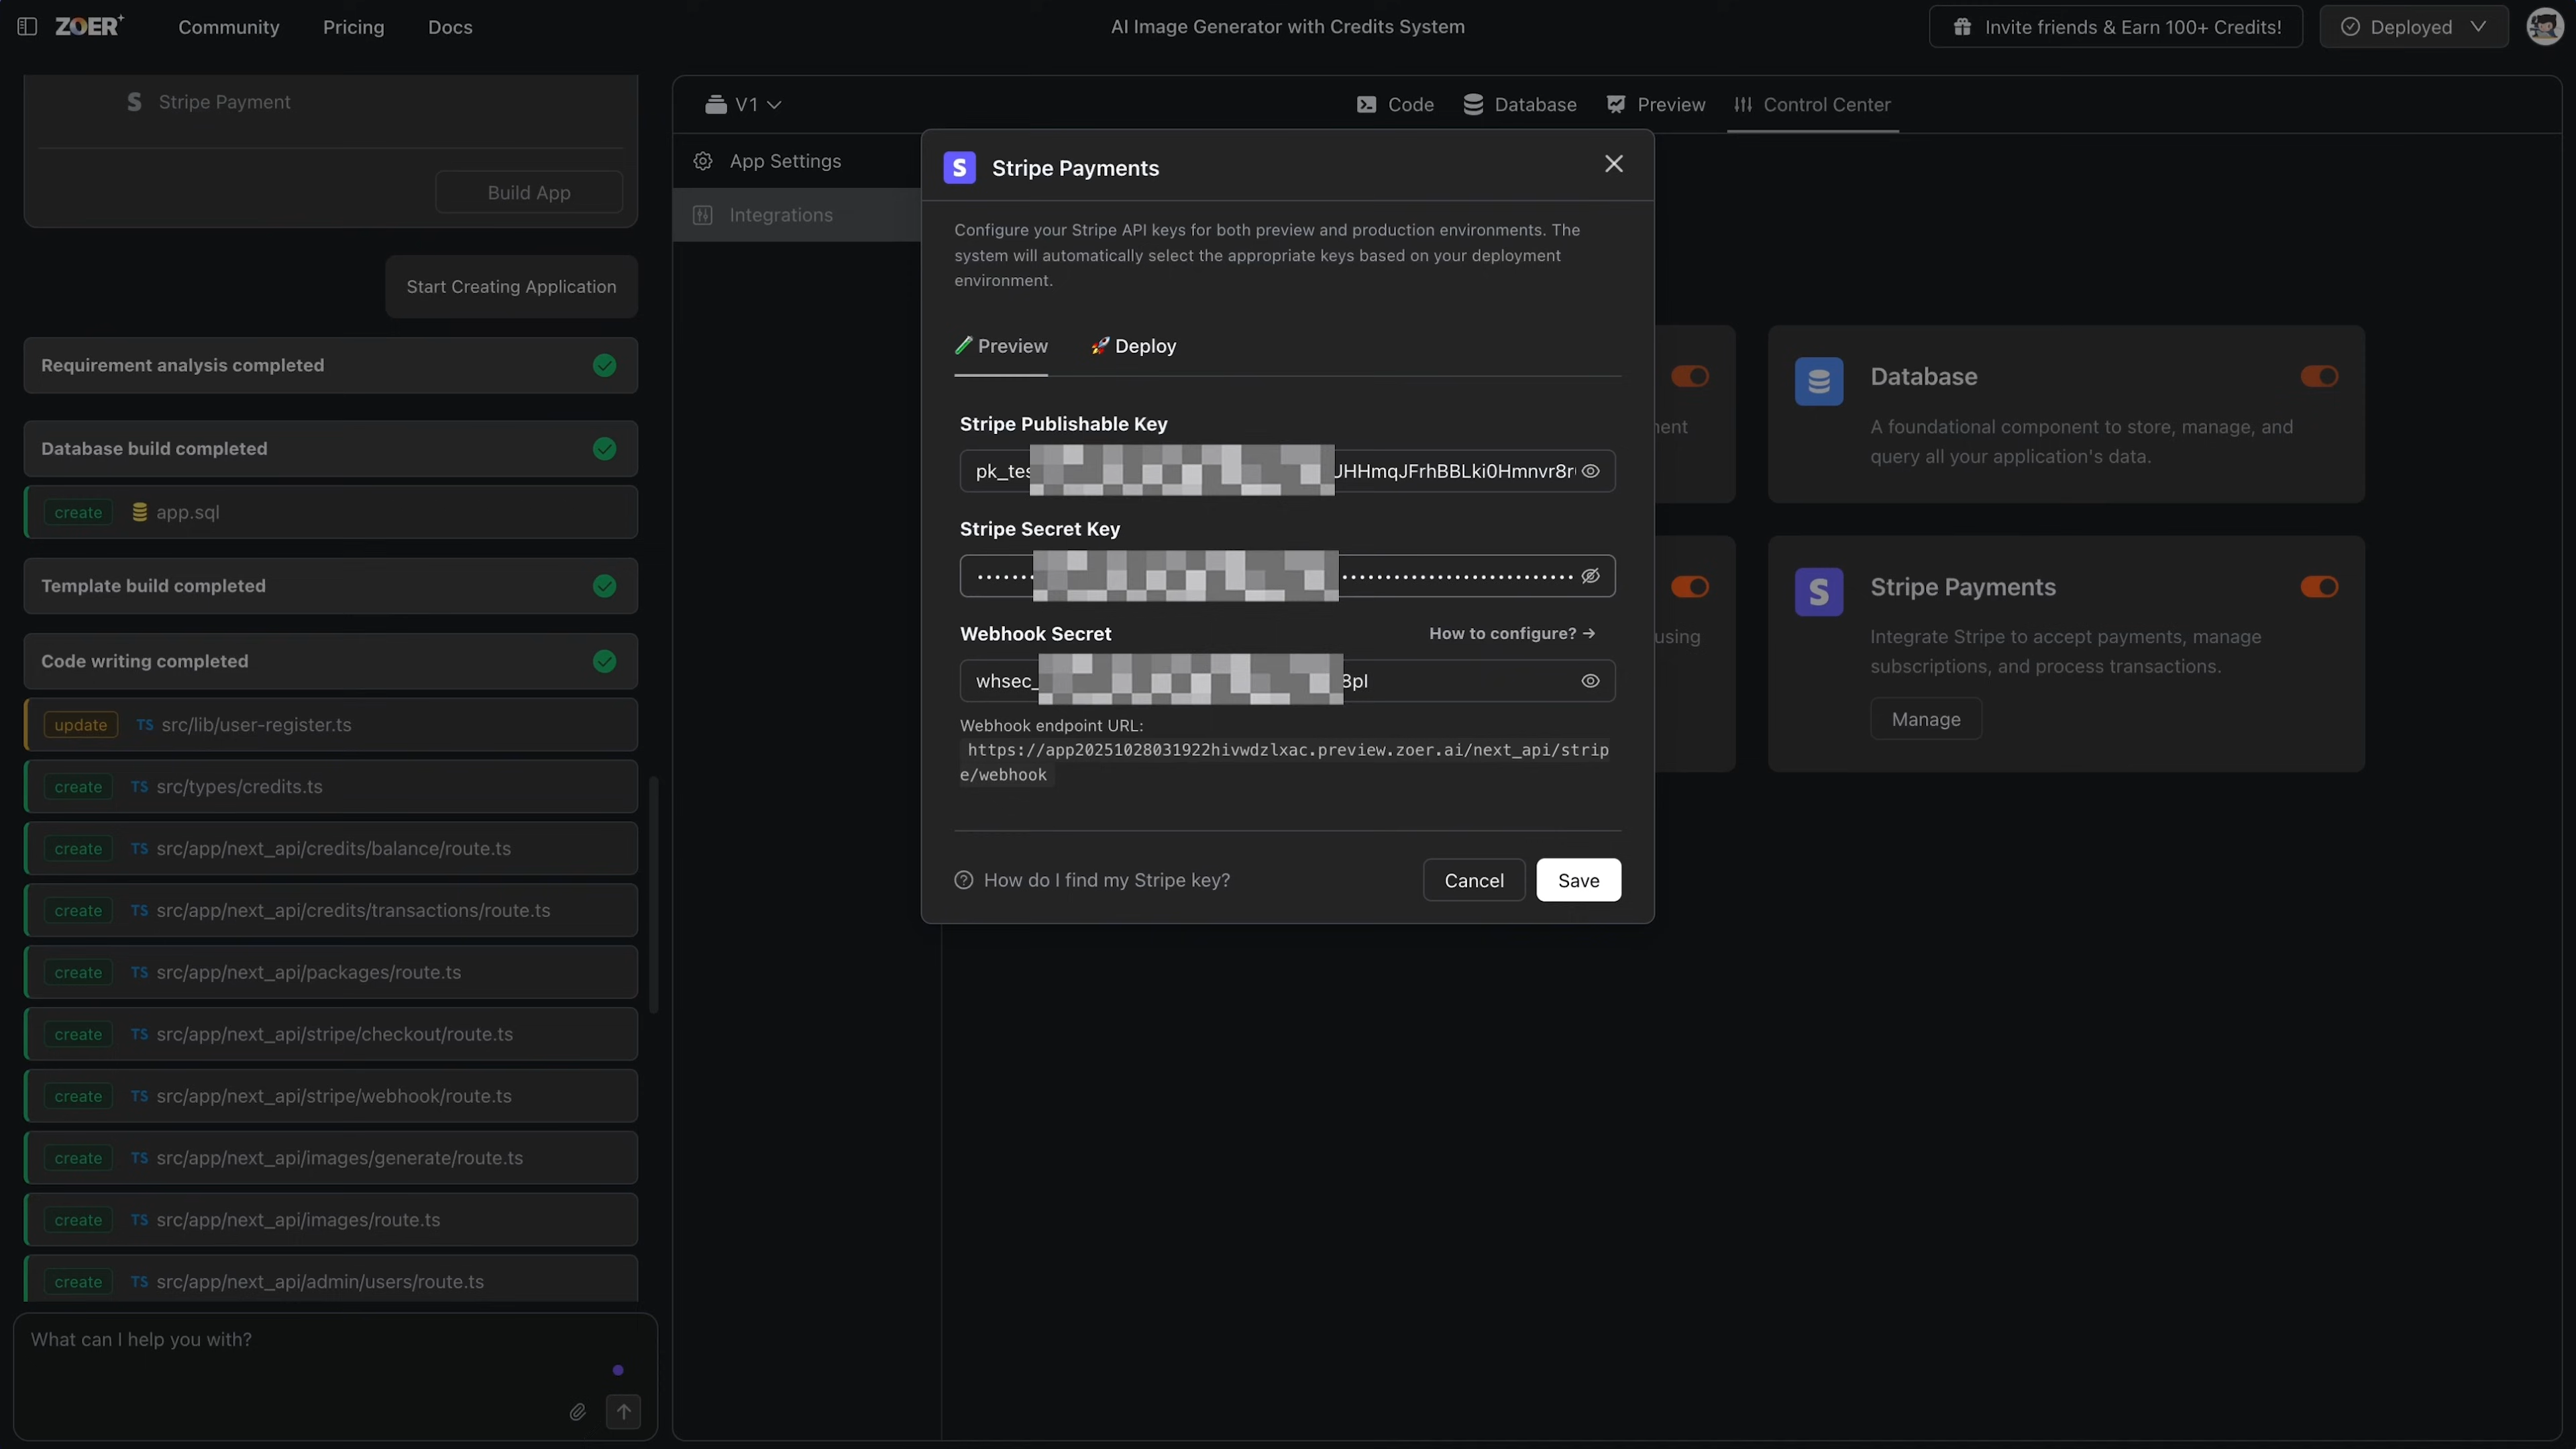 ZOER
Community
Pricing
Docs
AI Image Generator with Credits System
Invite friends & Earn 100+ Credits!
Deployed
Stripe Payment
Build App
Start Creating Application
Requirement analysis completed
Database build completed
create app.sql
Template build completed
Code writing completed
update TS src/lib/user-register.ts
create TS src/types/credits.ts
create TS src/app/next_api/credits/balance/route.ts
create TS src/app/next_api/credits/transactions/route.ts
create TS src/app/next_api/packages/route.ts
create TS src/app/next_api/stripe/checkout/route.ts
create TS src/app/next_api/stripe/webhook/route.ts
create TS src/app/next_api/images/generate/route.ts
create TS src/app/next_api/images/route.ts
create TS src/app/next_api/admin/users/route.ts
What can I help you with?
V1
Code
Database
Preview
Control Center
App Settings
Integrations
Stripe Payments
Configure your Stripe API keys for both preview and production environments. The
system will automatically select the appropriate keys based on your deployment
environment.
Preview
Deploy
Stripe Publishable Key
pk_tes JHHmqJFrhBBLki0Hmnvr8r
Stripe Secret Key
Webhook Secret
How to configure? →
whsec_ 8pI
Webhook endpoint URL:
https://app20251028031922hivwdzlxac.preview.zoer.ai/next_api/strip
e/webhook
How do I find my Stripe key?
Cancel
Save
using
Database
A foundational component to store, manage, and
query all your application's data.
Stripe Payments
Integrate Stripe to accept payments, manage
subscriptions, and process transactions.
Manage